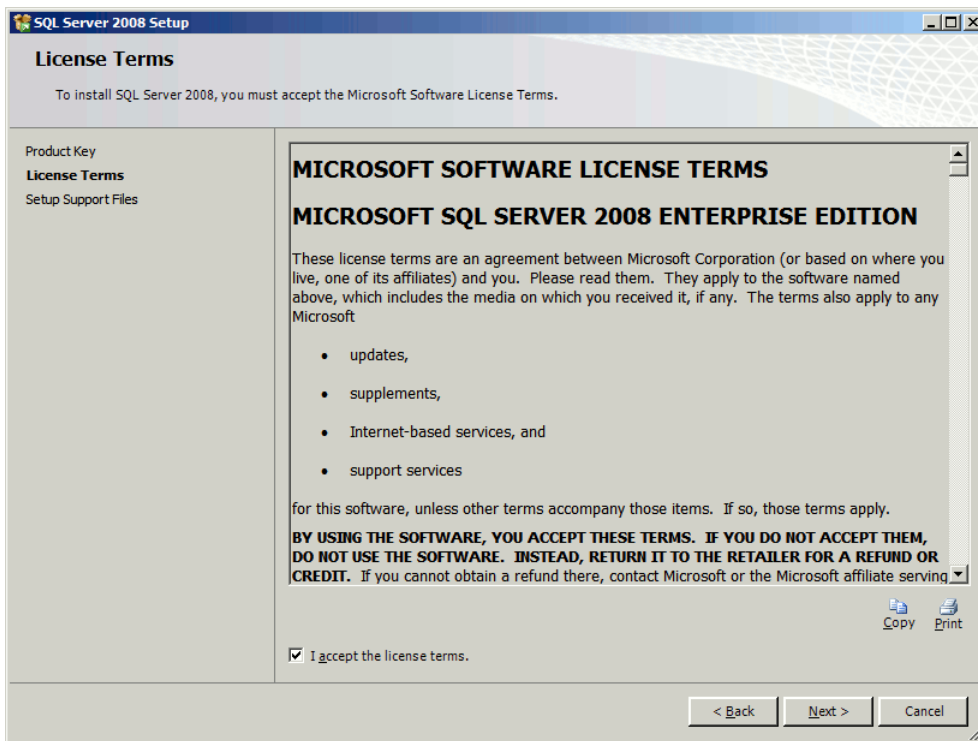 SQL Server 2008 Setup
License Terms
To install SQL Server 2008, you must accept the Microsoft Software License Terms.
Product Key
License Terms
Setup Support Files
MICROSOFT SOFTWARE LICENSE TERMS
MICROSOFT SQL SERVER 2008 ENTERPRISE EDITION
These license terms are an agreement between Microsoft Corporation (or based on where you
live, one of its affiliates) and you.  Please read them.  They apply to the software named
above, which includes the media on which you received it, if any.  The terms also apply to any
Microsoft
• updates,
• supplements,
• Internet-based services, and
• support services
for this software, unless other terms accompany those items.  If so, those terms apply.
BY USING THE SOFTWARE, YOU ACCEPT THESE TERMS.  IF YOU DO NOT ACCEPT THEM,
DO NOT USE THE SOFTWARE.  INSTEAD, RETURN IT TO THE RETAILER FOR A REFUND OR
CREDIT.  If you cannot obtain a refund there, contact Microsoft or the Microsoft affiliate serving
Copy Print
I accept the license terms.
< Back Next > Cancel